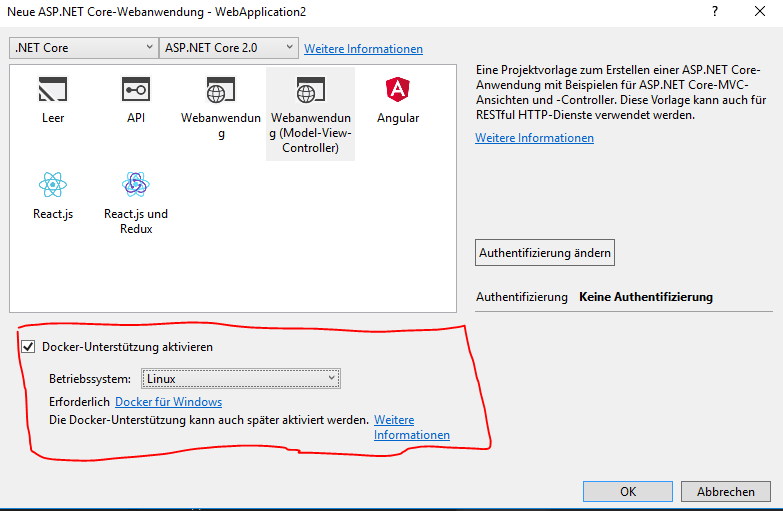 Neue ASP.NET Core-Webanwendung - WebApplication2
.NET Core
ASP.NET Core 2.0
Weitere Informationen
Leer
API
Webanwendun
g
Webanwendun
g (Model-View-
Controller)
Angular
React.js
React.js und
Redux
Eine Projektvorlage zum Erstellen einer ASP.NET Core-
Anwendung mit Beispielen für ASP.NET Core-MVC-
Ansichten und -Controller. Diese Vorlage kann auch für
RESTful HTTP-Dienste verwendet werden.
Weitere Informationen
Authentifizierung ändern
Authentifizierung Keine Authentifizierung
Docker-Unterstützung aktivieren
Betriebssystem: Linux
Erforderlich Docker für Windows
Die Docker-Unterstützung kann auch später aktiviert werden. Weitere
Informationen
OK
Abbrechen